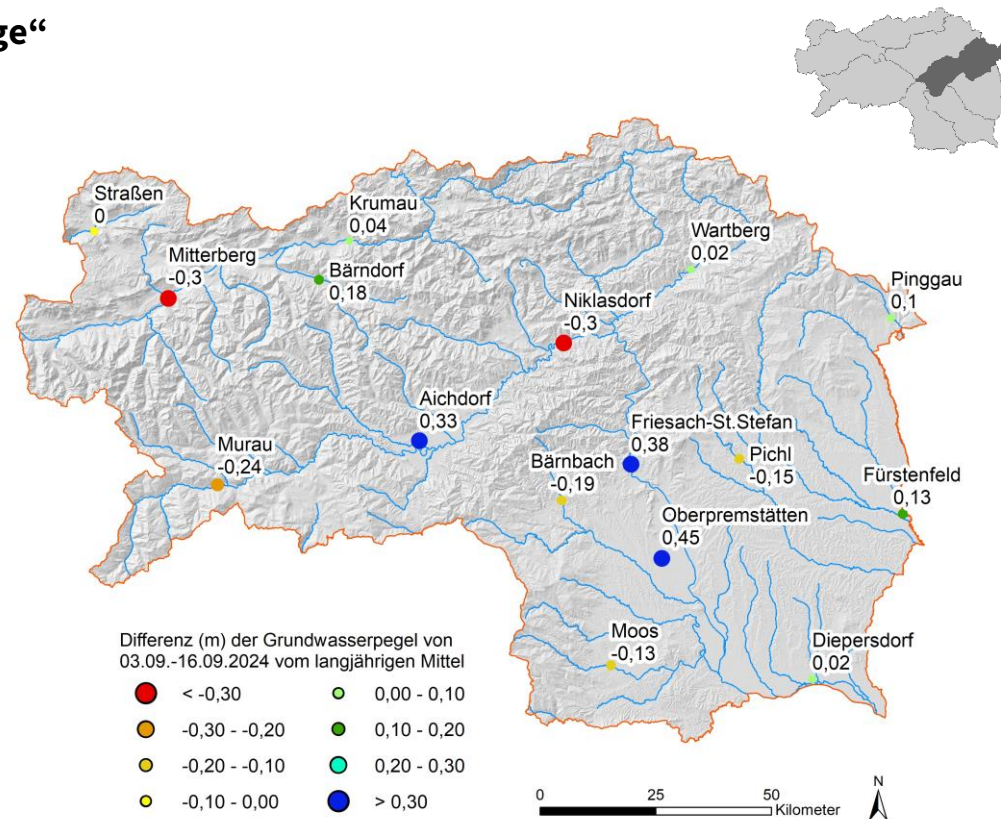 ge“
Straßen
0
Krumau
0,04
Wartberg
0,02
Mitterberg
-0,3
Bärndorf
0,18
Pinggau
0,1
Niklasdorf
-0,3
Aichdorf
0,33
Friesach-St.Stefan
0,38
Murau
-0,24
Bärnbach
-0,19
Pichl
-0,15
Fürstenfeld
0,13
Oberpremstätten
0,45
Moos
-0,13
Diepersdorf
0,02
Differenz (m) der Grundwasserpegel von
03.09.-16.09.2024 vom langjährigen Mittel
< -0,30
-0,30 - -0,20
-0,20 - -0,10
-0,10 - 0,00
0,00 - 0,10
0,10 - 0,20
0,20 - 0,30
> 0,30
0 25 50
Kilometer
N